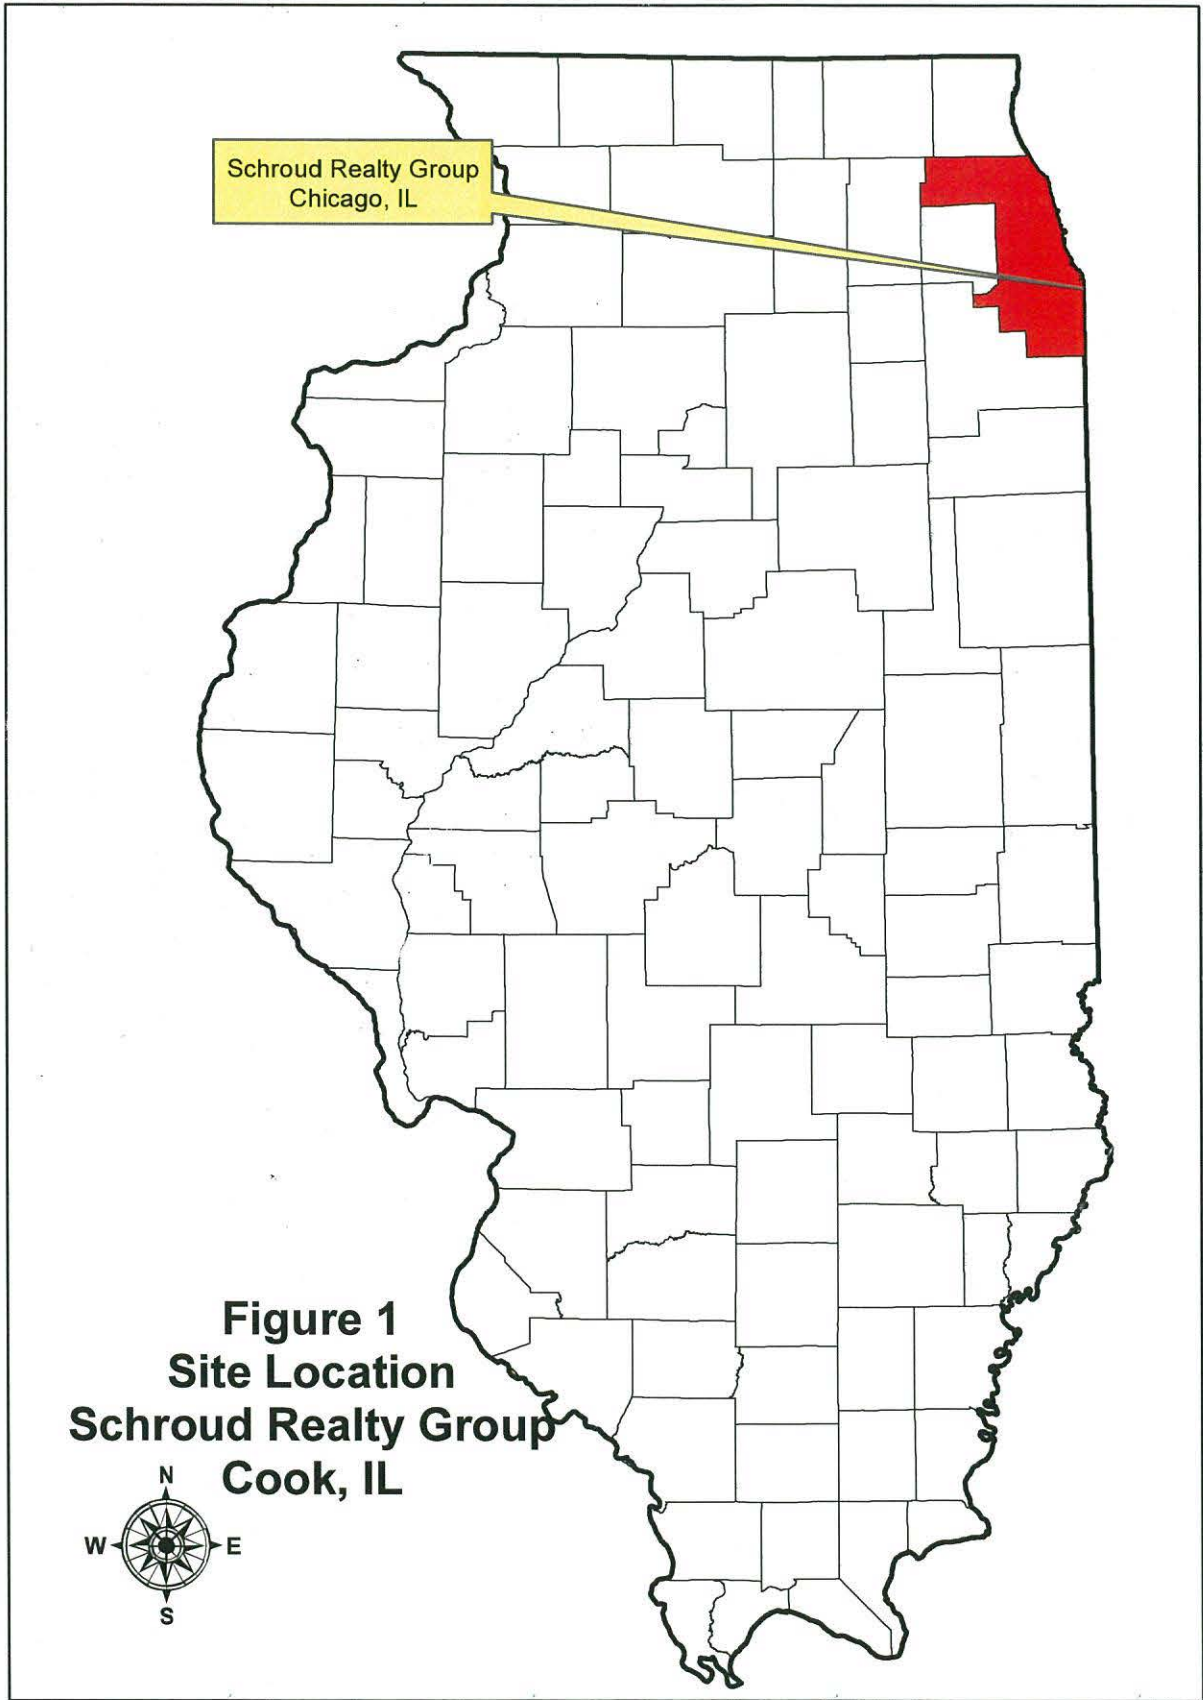 Schroud Realty Group
Chicago, IL
Figure 1
Site Location
Schroud Realty Group
Cook, IL
N
W
E
S